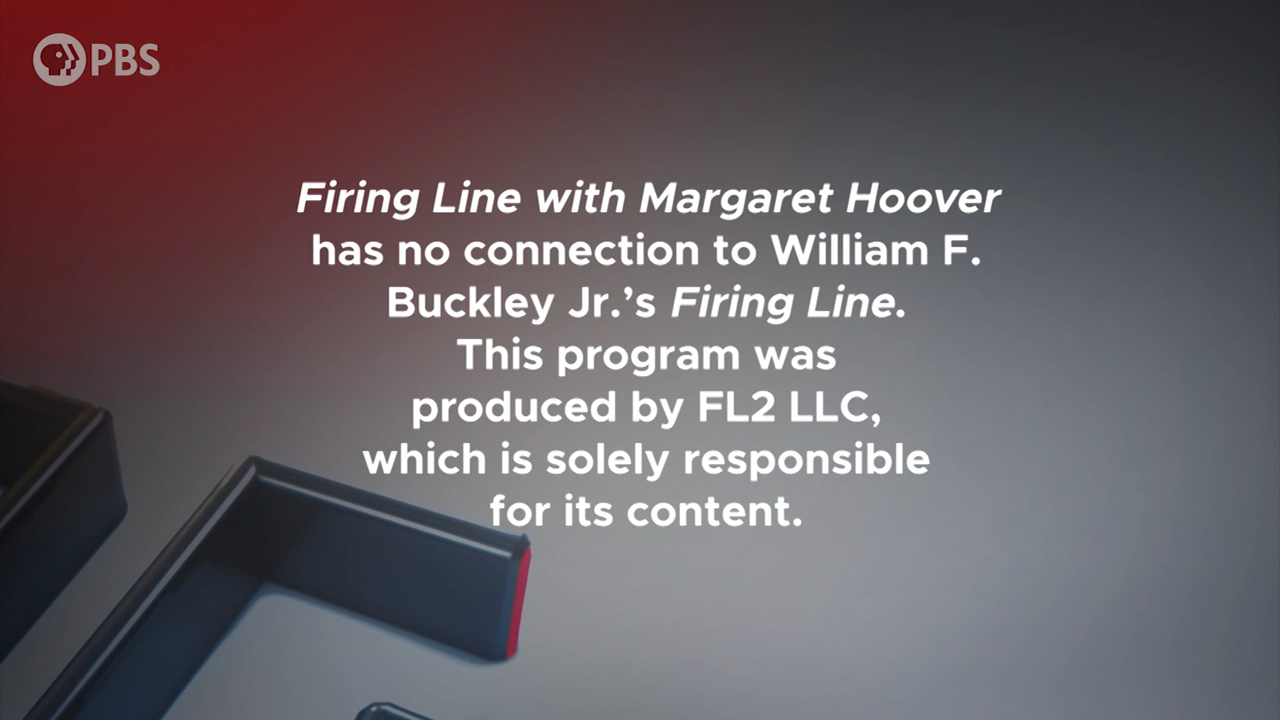 PBS
Firing Line with Margaret Hoover
has no connection to William F.
Buckley Jr.’s Firing Line.
This program was
produced by FL2 LLC,
which is solely responsible
for its content.